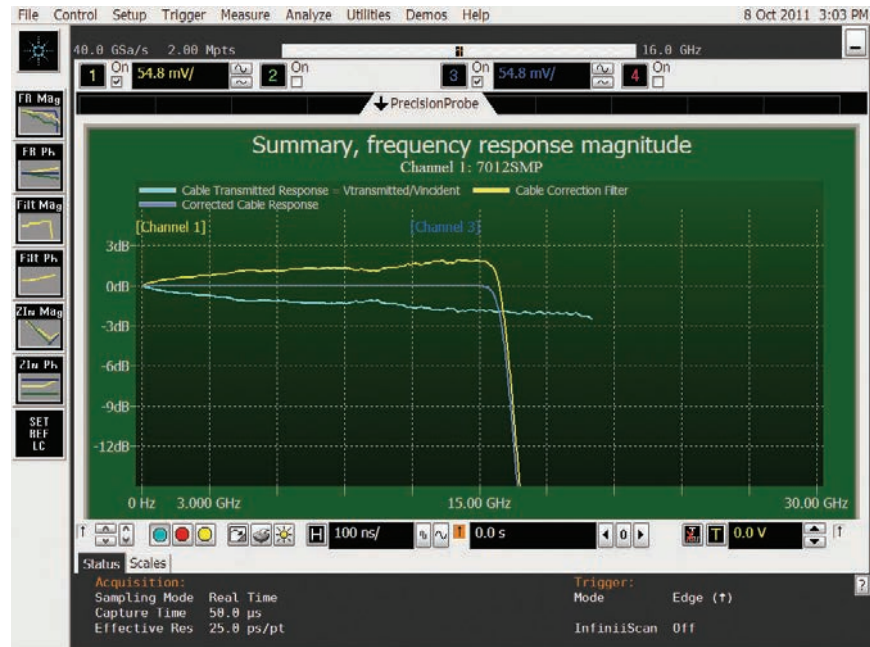 File Control Setup Trigger Measure Analyze Utilities Demos Help 8 Oct 2011 3:03 PM
40.0 GSa/s 2.00 Mpts 16.0 GHz
1 On 54.8 mV/ 2 On 3 On 54.8 mV/ 4 On
PrecisionProbe
FR Mag
FR Ph
Filt Mag
Filt Ph
ZIn Mag
ZIn Ph
SET
REF
LC
Summary, frequency response magnitude
Channel 1: 7012SMP
Cable Transmitted Response = Vtransmitted/Vincident Cable Correction Filter
Corrected Cable Response
[Channel 1] [Channel 3]
3dB
0dB
-3dB
-6dB
-9dB
-12dB
0 Hz 3.000 GHz 15.00 GHz 30.00 GHz
H 100 ns/ 0.0 s 0 T 0.0 V
Status Scales
Acquisition: Trigger:
Sampling Mode Real Time Mode Edge (↑)
Capture Time 50.0 µs
Effective Res 25.0 ps/pt InfiniiScan Off
?